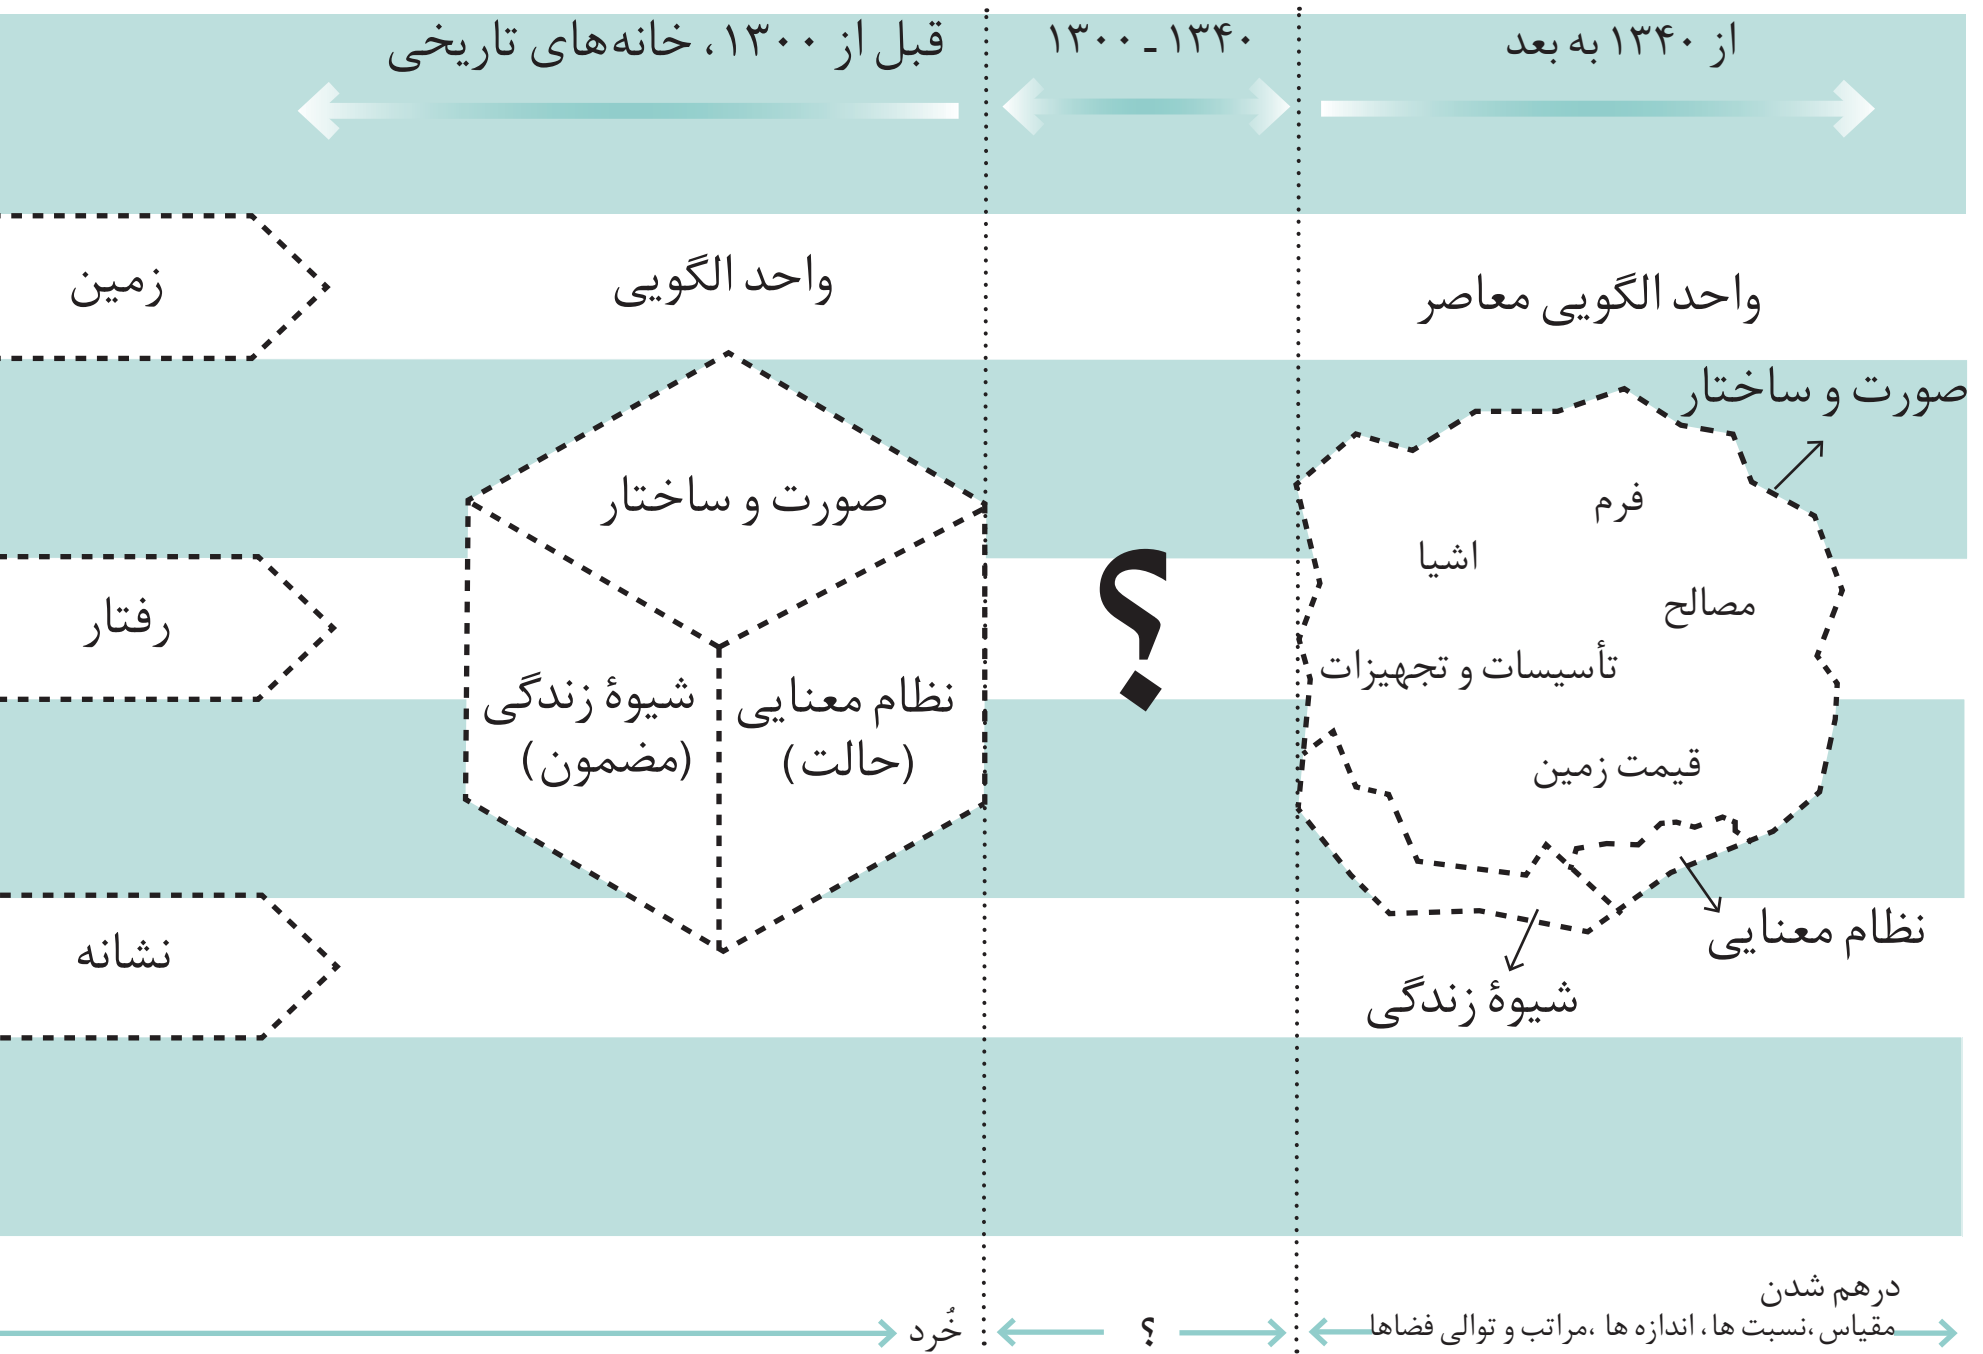 از ۱۳۴۰ به بعد
۱۳۰۰ - ۱۳۴۰
قبل از ۱۳۰۰، خانه‌های تاریخی
واحد الگویی معاصر
واحد الگویی
زمین
صورت و ساختار
فرم
اشیا
مصالح
تأسیسات و تجهیزات
قیمت زمین
نظام معنایی
شیوهٔ زندگی
؟
صورت و ساختار
نظام معنایی
(حالت)
شیوهٔ زندگی
(مضمون)
رفتار
نشانه
درهم شدن
مقیاس،نسبت ها، اندازه ها ،مراتب و توالی فضاها
؟
خُرد